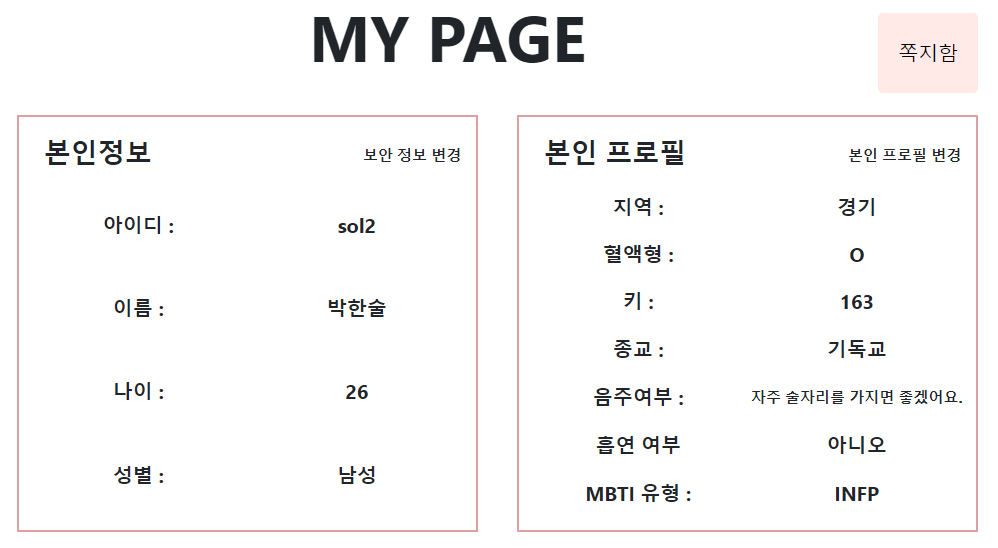 MY PAGE
쪽지함
본인정보
보안 정보 변경
아이디 : sol2
이름 : 박한술
나이 : 26
성별 : 남성
본인 프로필
본인 프로필 변경
지역 : 경기
혈액형 : O
키 : 163
종교 : 기독교
음주여부 : 자주 술자리를 가지면 좋겠어요.
흡연 여부 아니오
MBTI 유형 : INFP